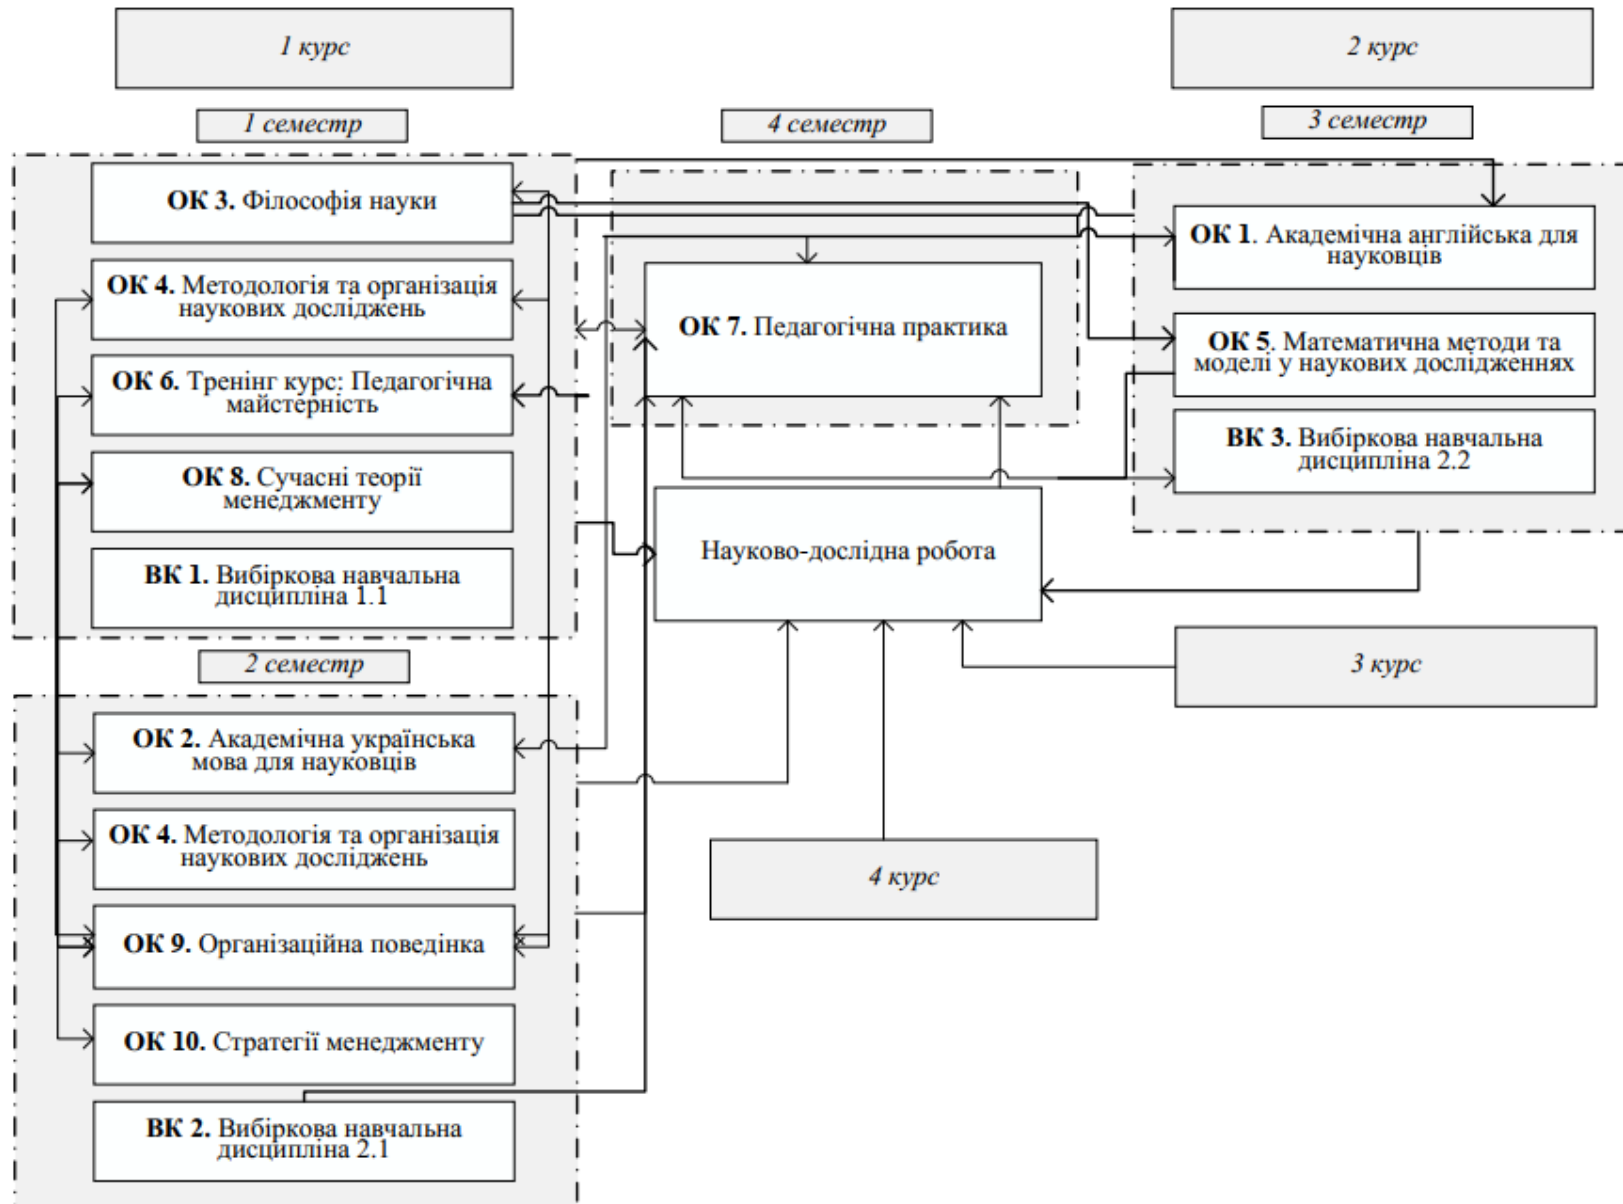 1 курс
1 семестр
ОК 3. Філософія науки
ОК 4. Методологія та організація
наукових досліджень
ОК 6. Тренінг курс: Педагогічна
майстерність
ОК 8. Сучасні теорії
менеджменту
ВК 1. Вибіркова навчальна
дисципліна 1.1
2 семестр
ОК 2. Академічна українська
мова для науковців
ОК 4. Методологія та організація
наукових досліджень
ОК 9. Організаційна поведінка
ОК 10. Стратегії менеджменту
ВК 2. Вибіркова навчальна
дисципліна 2.1
4 семестр
ОК 7. Педагогічна практика
Науково-дослідна робота
4 курс
2 курс
3 семестр
ОК 1. Академічна англійська для
науковців
ОК 5. Математична методи та
моделі у наукових дослідженнях
ВК 3. Вибіркова навчальна
дисципліна 2.2
3 курс